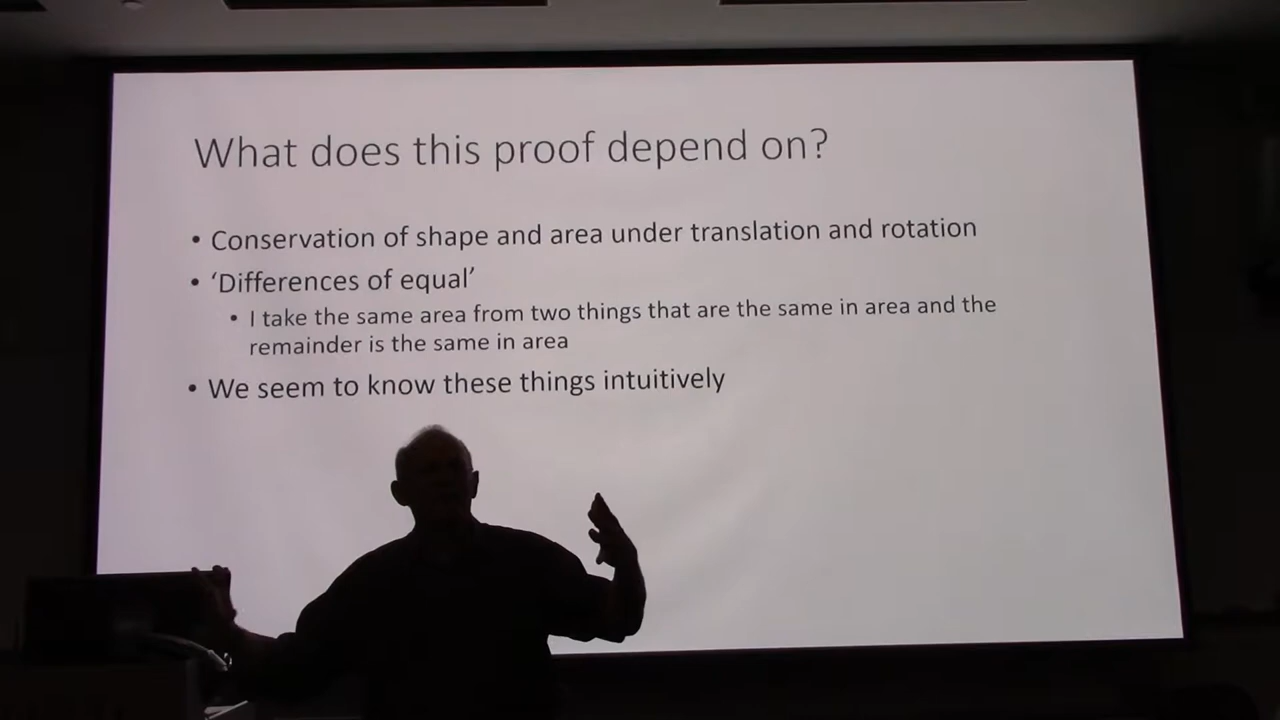 What does this proof depend on?
• Conservation of shape and area under translation and rotation
• ‘Differences of equal’
• I take the same area from two things that are the same in area and the
remainder is the same in area
• We seem to know these things intuitively